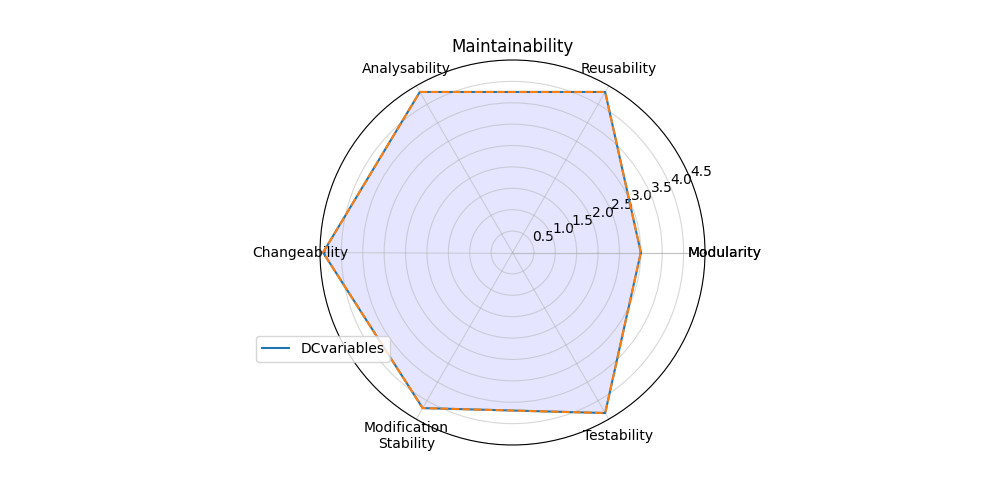 Maintainability
Analysability
Reusability
4.5
4.0
3.5
3.0
2.5
2.0
1.5
1.0
0.5
Changeability
Modularity
DCvariables
Modification
Stability
Testability